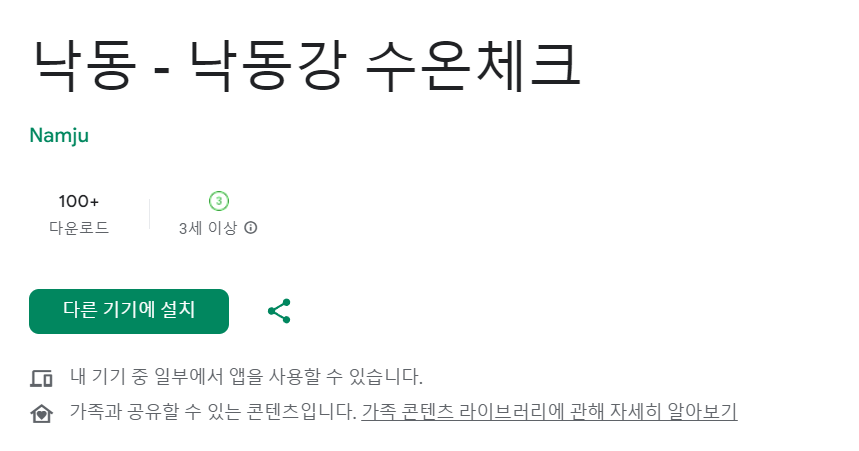 낙동 - 낙동강 수온체크
Namju
100+
다운로드
3
3세 이상
다른 기기에 설치
내 기기 중 일부에서 앱을 사용할 수 있습니다.
가족과 공유할 수 있는 콘텐츠입니다. 가족 콘텐츠 라이브러리에 관해 자세히 알아보기